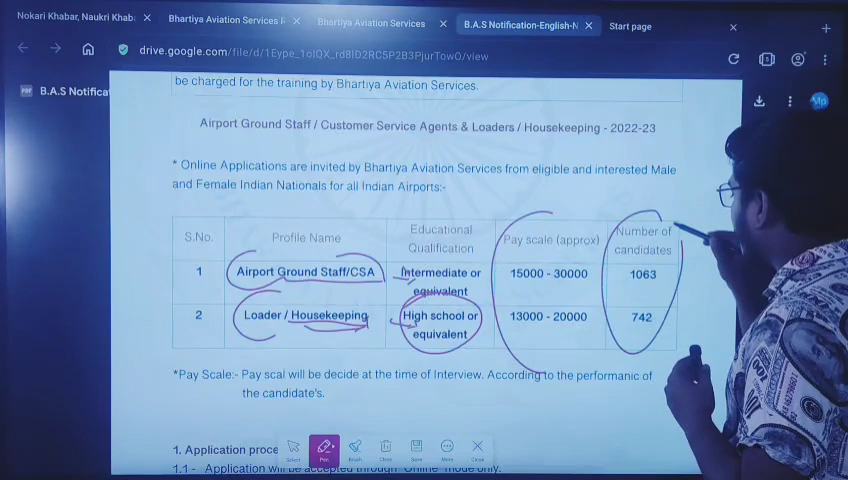 Nokari Khabar, Naukri Khab
Bhartiya Aviation Services
Bhartiya Aviation Services
B.A.S Notification-English-N
Start page
drive.google.com/file/d/1Eype_1olQX_rd8lD2RC5P2B3PjurTowO/view
B.A.S Notifica
Mp
be charged for the training by Bhartiya Aviation Services.
Airport Ground Staff / Customer Service Agents & Loaders / Housekeeping - 2022-23
* Online Applications are invited by Bhartiya Aviation Services from eligible and interested Male
and Female Indian Nationals for all Indian Airports:-
S.No. Profile Name Educational Qualification Pay scale (approx) Number of candidates
1 Airport Ground Staff/CSA Intermediate or equivalent 15000 - 30000 1063
2 Loader / Housekeeping High school or equivalent 13000 - 20000 742
*Pay Scale:- Pay scal will be decide at the time of Interview. According to the performanic of
the candidate's.
1. Application proce
1.1- Application will be accepted through 'Online' mode only.
Select Pen Brush Clear Save More Close